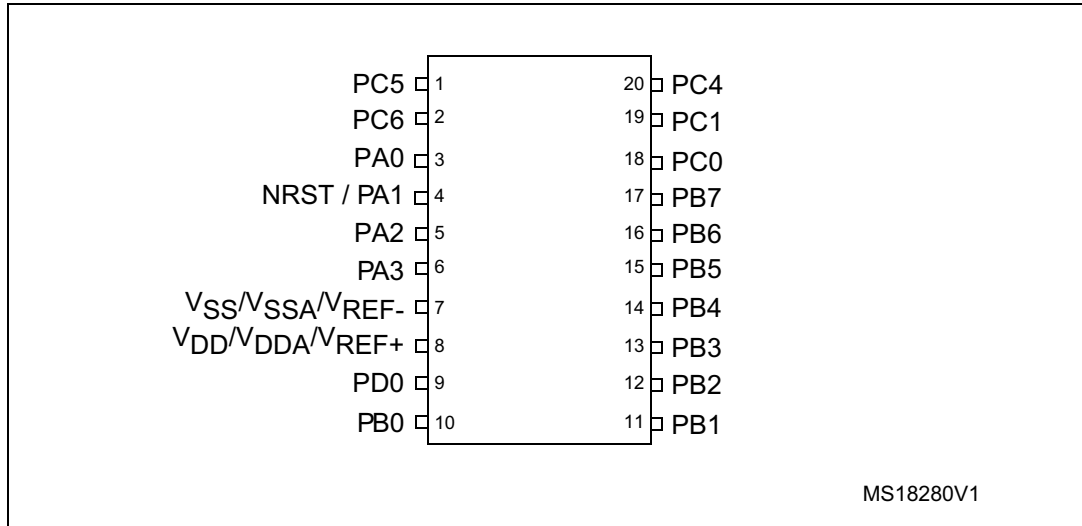 PC5 1 20 PC4
PC6 2 19 PC1
PA0 3 18 PC0
NRST / PA1 4 17 PB7
PA2 5 16 PB6
PA3 6 15 PB5
VSS/VSSA/VREF- 7 14 PB4
VDD/VDDA/VREF+ 8 13 PB3
PD0 9 12 PB2
PB0 10 11 PB1
MS18280V1